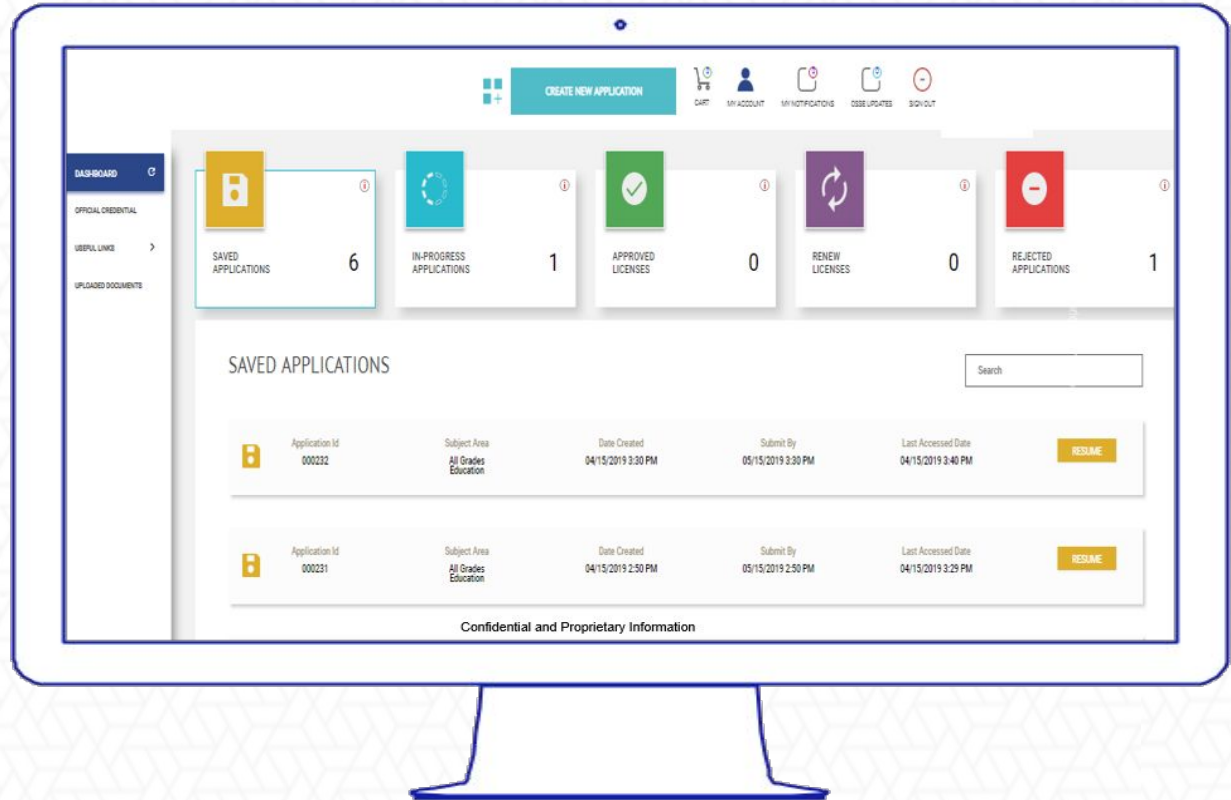 CREATE NEW APPLICATION
CART
MY ACCOUNT
MY NOTIFICATIONS
OSSE UPDATES
SIGN OUT
DASHBOARD
OFFICIAL CREDENTIAL
USEFUL LINKS
UPLOADED DOCUMENTS
SAVED
APPLICATIONS
6
IN-PROGRESS
APPLICATIONS
1
APPROVED
LICENSES
0
RENEW
LICENSES
0
REJECTED
APPLICATIONS
1
SAVED APPLICATIONS
Search
Application Id
000232
Subject Area
All Grades
Education
Date Created
04/15/2019 3:30 PM
Submit By
05/15/2019 3:30 PM
Last Accessed Date
04/15/2019 3:40 PM
RESUME
Application Id
000231
Subject Area
All Grades
Education
Date Created
04/15/2019 2:50 PM
Submit By
05/15/2019 2:50 PM
Last Accessed Date
04/15/2019 3:29 PM
RESUME
Confidential and Proprietary Information